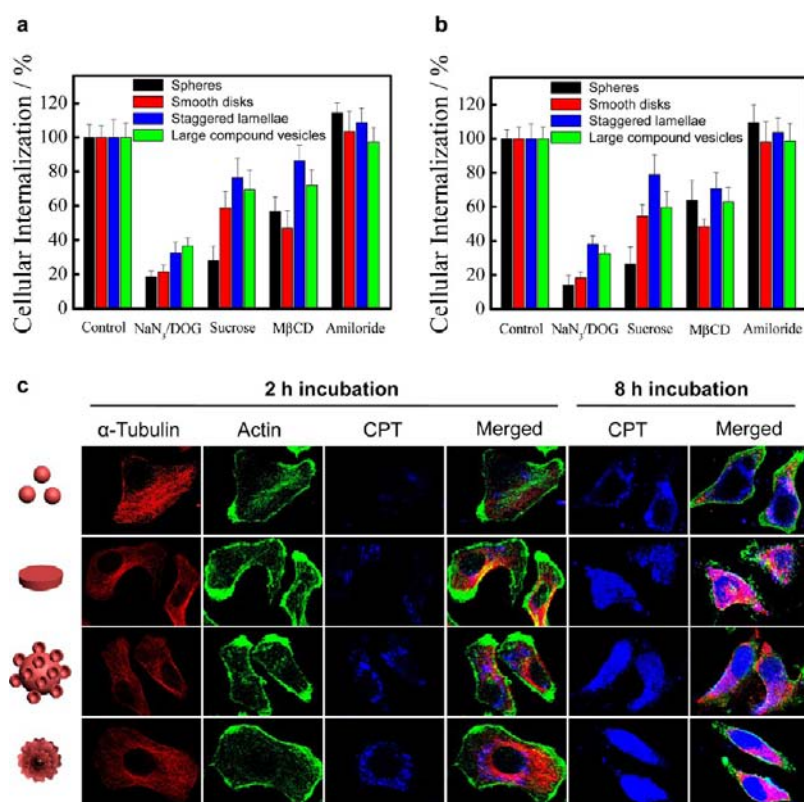 a
Cellular Internalization / %
120
100
80
60
40
20
0
Spheres
Smooth disks
Staggered lamellae
Large compound vesicles
Control NaN₃/DOG Sucrose MβCD Amiloride
b
Cellular Internalization / %
120
100
80
60
40
20
0
Spheres
Smooth disks
Staggered lamellae
Large compound vesicles
Control NaN₃/DOG Sucrose MβCD Amiloride
c
2 h incubation 8 h incubation
α-Tubulin Actin CPT Merged CPT Merged